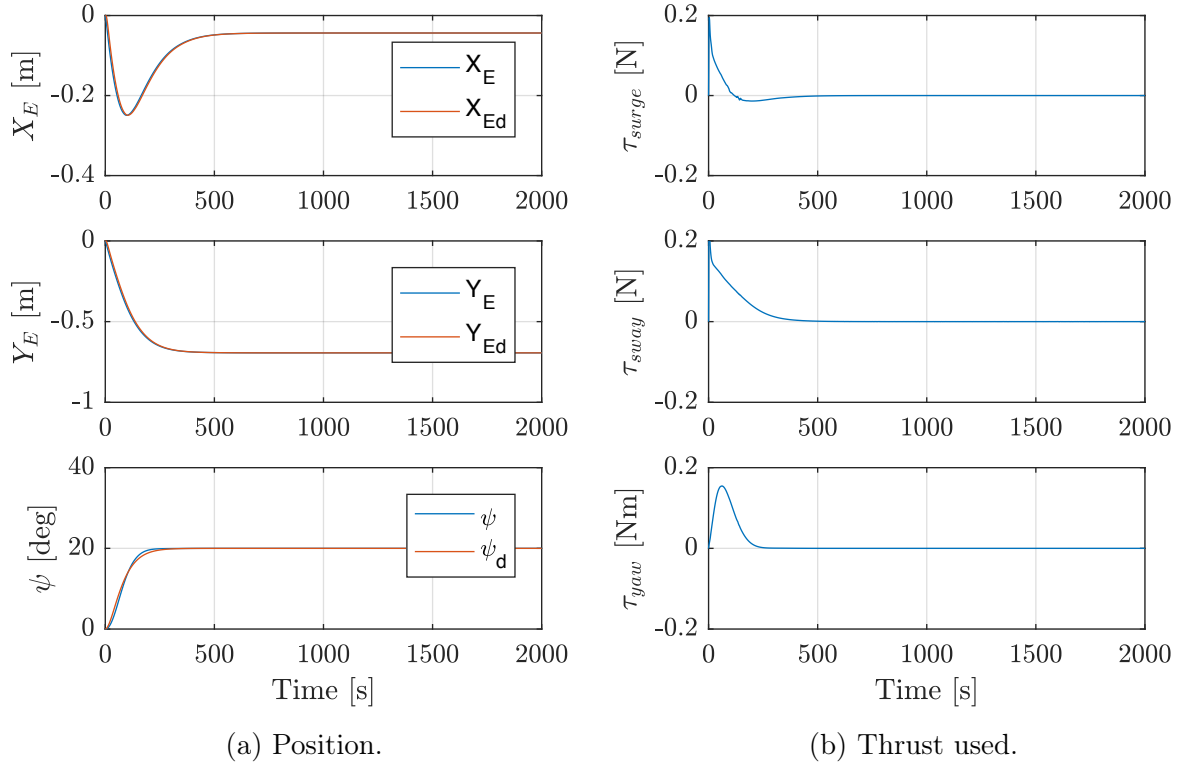 0
-0.2
-0.4
X_E [m]
X_E
X_Ed
0 500 1000 1500 2000
0
-0.5
-1
Y_E [m]
Y_E
Y_Ed
0 500 1000 1500 2000
40
20
0
ψ [deg]
ψ
ψ_d
0 500 1000 1500 2000
Time [s]
(a) Position.
0.2
0
-0.2
τ_surge [N]
0 500 1000 1500 2000
0.2
0
-0.2
τ_sway [N]
0 500 1000 1500 2000
0.2
0
-0.2
τ_yaw [Nm]
0 500 1000 1500 2000
Time [s]
(b) Thrust used.